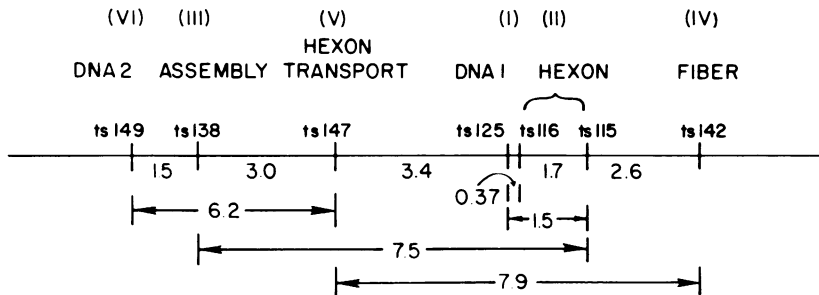 (VI) (III) (V) (I) (II) (IV)
HEXON
DNA 2 ASSEMBLY TRANSPORT DNA 1 HEXON FIBER
ts 149 ts 138 ts 147 ts 125 ts 116 ts 115 ts 142
1.5 3.0 3.4 1.7 2.6
0.37
6.2 1.5
7.5
7.9